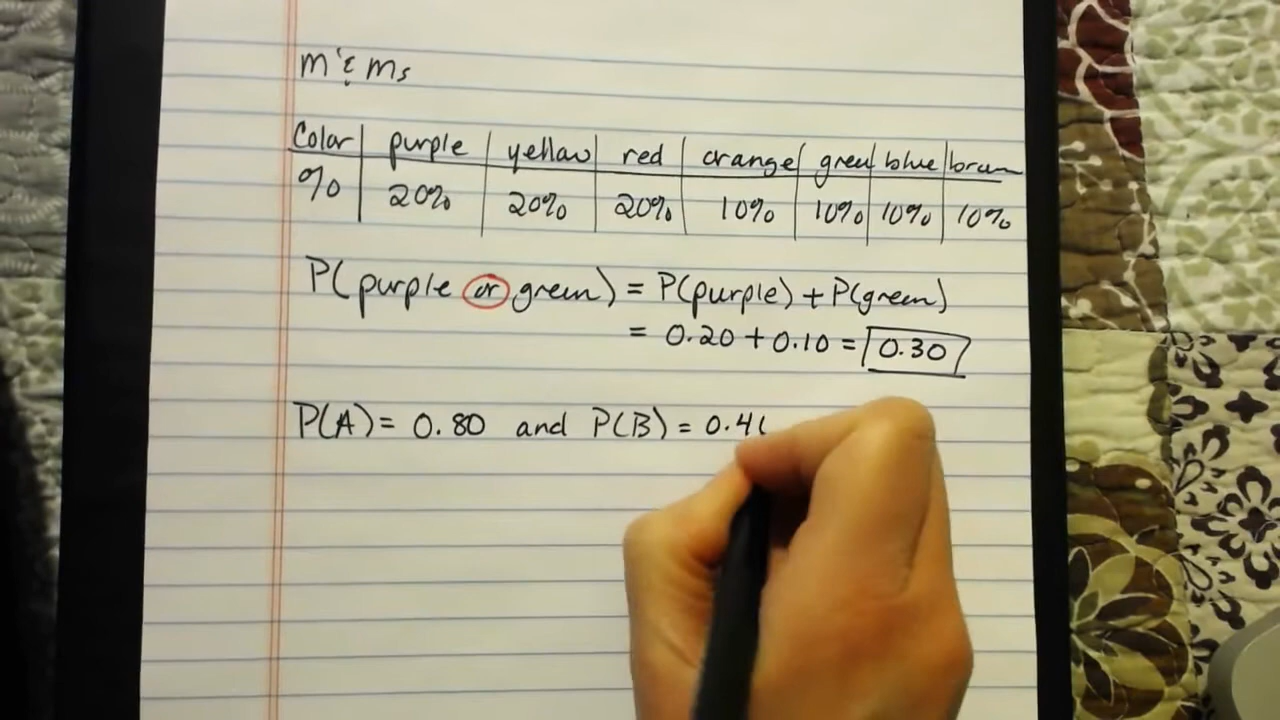 M'&Ms
Color purple yellow red orange green blue brown
% 20% 20% 20% 10% 10% 10% 10%
P(purple or green) = P(purple) + P(green)
= 0.20 + 0.10 = 0.30
P(A) = 0.80 and P(B) = 0.4